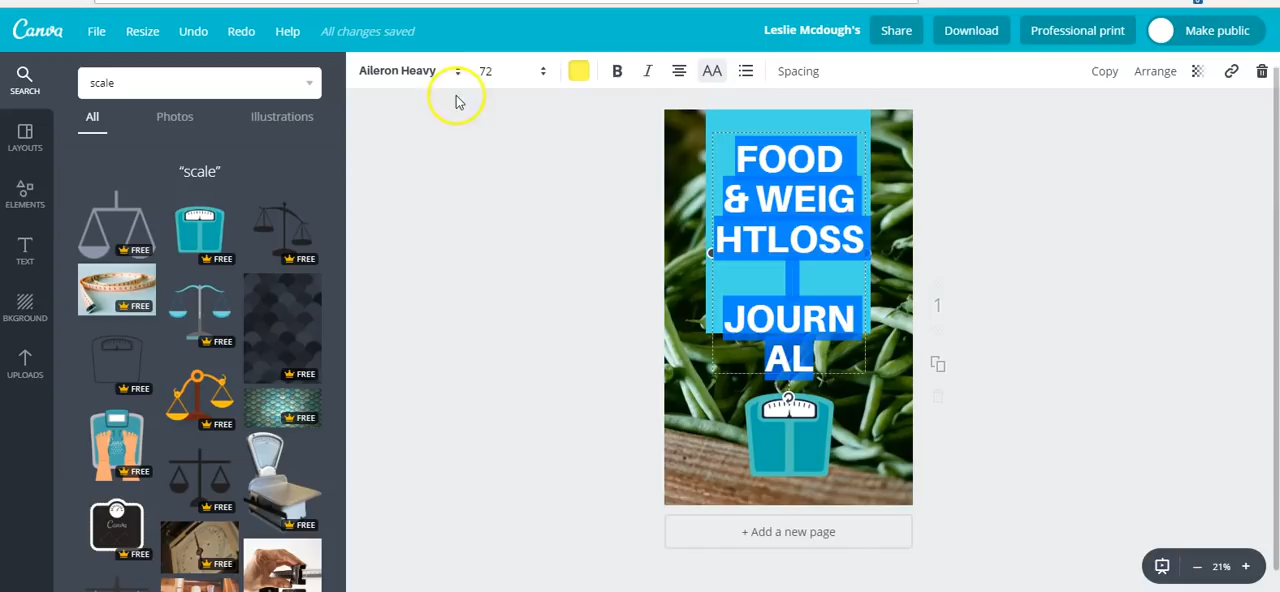 Canva File Resize Undo Redo Help All changes saved Leslie Mcdough's Share Download Professional print Make public
SEARCH
LAYOUTS
ELEMENTS
TEXT
BKGROUND
UPLOADS
scale
All Photos Illustrations
"scale"
FREE
FREE
FREE
FREE
FREE
FREE
FREE
FREE
FREE
FREE
FREE
FREE
Canva
FREE
FREE
Aileron Heavy 72 B I AA Spacing Copy Arrange
FOOD
& WEIG
HTLOSS
JOURN
AL
1
+ Add a new page
21%